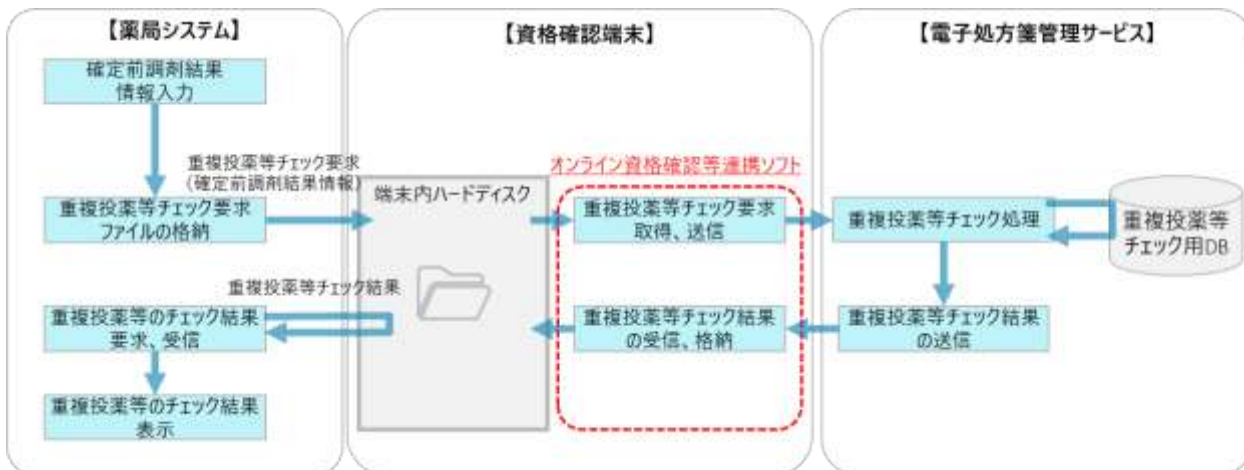 【薬局システム】
【資格確認端末】
【電子処方箋管理サービス】
確定前調剤結果
情報入力
重複投薬等チェック要求
(確定前調剤結果情報)
オンライン資格確認等連携ソフト
端末内ハードディスク
重複投薬等チェック要求
ファイルの格納
重複投薬等チェック要求
取得、送信
重複投薬等チェック処理
重複投薬等
チェック用DB
重複投薬等チェック結果
重複投薬等のチェック結果
要求、受信
重複投薬等チェック結果
の受信、格納
重複投薬等チェック結果
の送信
重複投薬等のチェック結果
表示